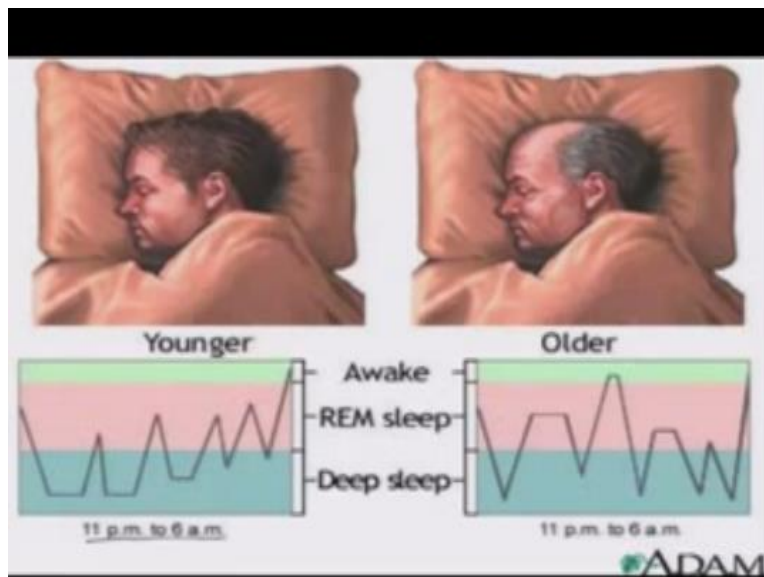 Younger
Older
Awake
REM sleep
Deep sleep
11 p.m. to 6 a.m.
11 p.m. to 6 a.m.
ADAM